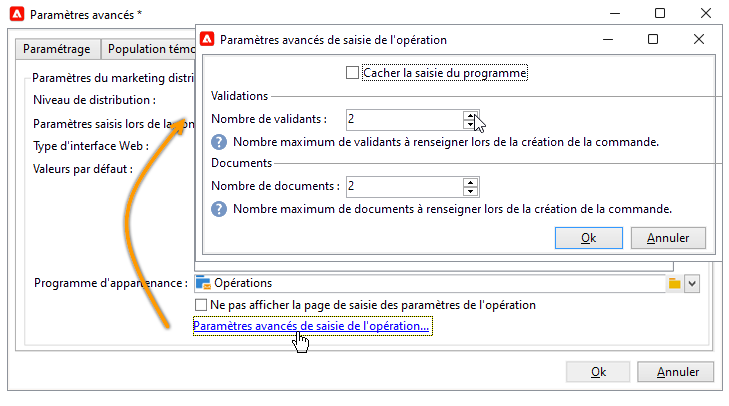 Paramètres avancés *
Paramétrage
Population témo
Paramètres du marketing distri
Niveau de distribution :
Paramètres saisis lors de la
Type d'interface Web :
Valeurs par défaut :
Paramètres avancés de saisie de l'opération
Cacher la saisie du programme
Validations
Nombre de validants : 2
? Nombre maximum de validants à renseigner lors de la création de la commande.
Documents
Nombre de documents : 2
? Nombre maximum de documents à renseigner lors de la création de la commande.
Ok
Annuler
Programme d'appartenance : Opérations
Ne pas afficher la page de saisie des paramètres de l'opération
Paramètres avancés de saisie de l'opération...
Ok
Annuler